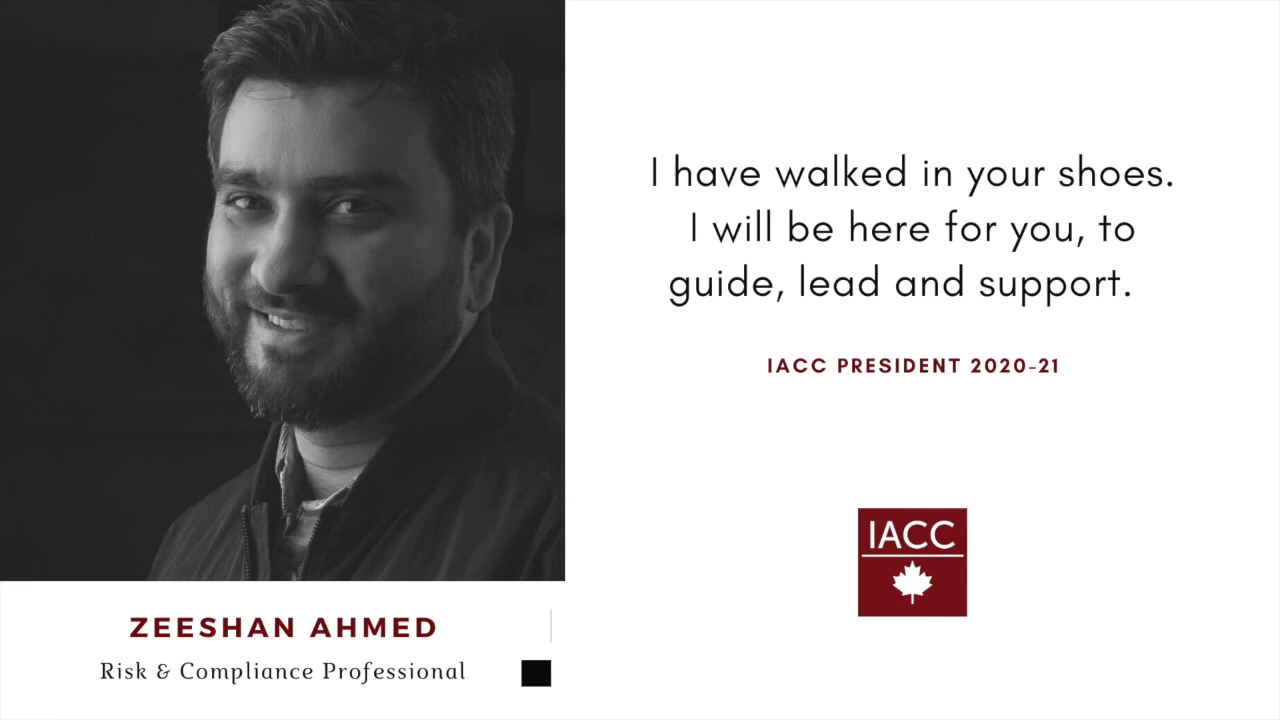 I have walked in your shoes.
I will be here for you, to
guide, lead and support.
IACC PRESIDENT 2020-21
IACC
ZEESHAN AHMED
Risk & Compliance Professional